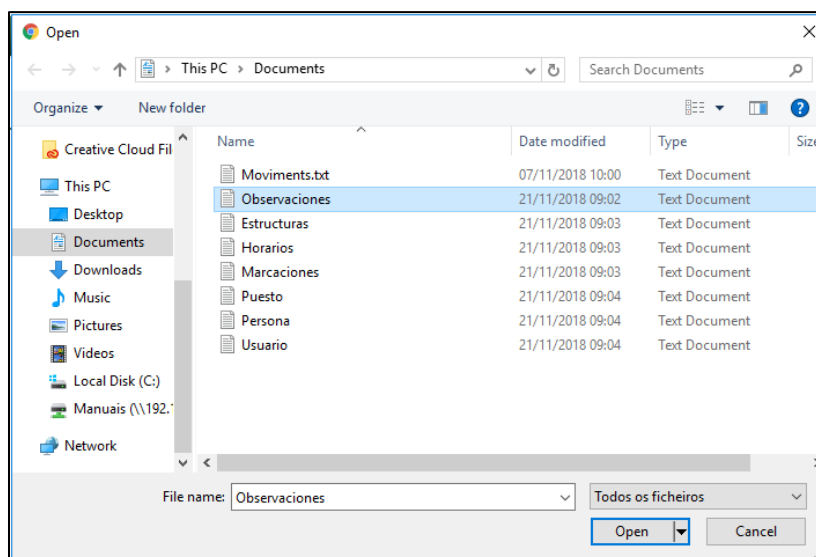 Open
This PC > Documents
Search Documents
Organize
New folder
?
Name
Date modified
Type
Size
Creative Cloud Fil
This PC
Desktop
Documents
Downloads
Music
Pictures
Videos
Local Disk (C:)
Manuais (\\192.1
Network
Moviments.txt 07/11/2018 10:00 Text Document
Observaciones 21/11/2018 09:02 Text Document
Estructuras 21/11/2018 09:03 Text Document
Horarios 21/11/2018 09:03 Text Document
Marcaciones 21/11/2018 09:03 Text Document
Puesto 21/11/2018 09:04 Text Document
Persona 21/11/2018 09:04 Text Document
Usuario 21/11/2018 09:04 Text Document
File name: Observaciones
Todos os ficheiros
Open
Cancel